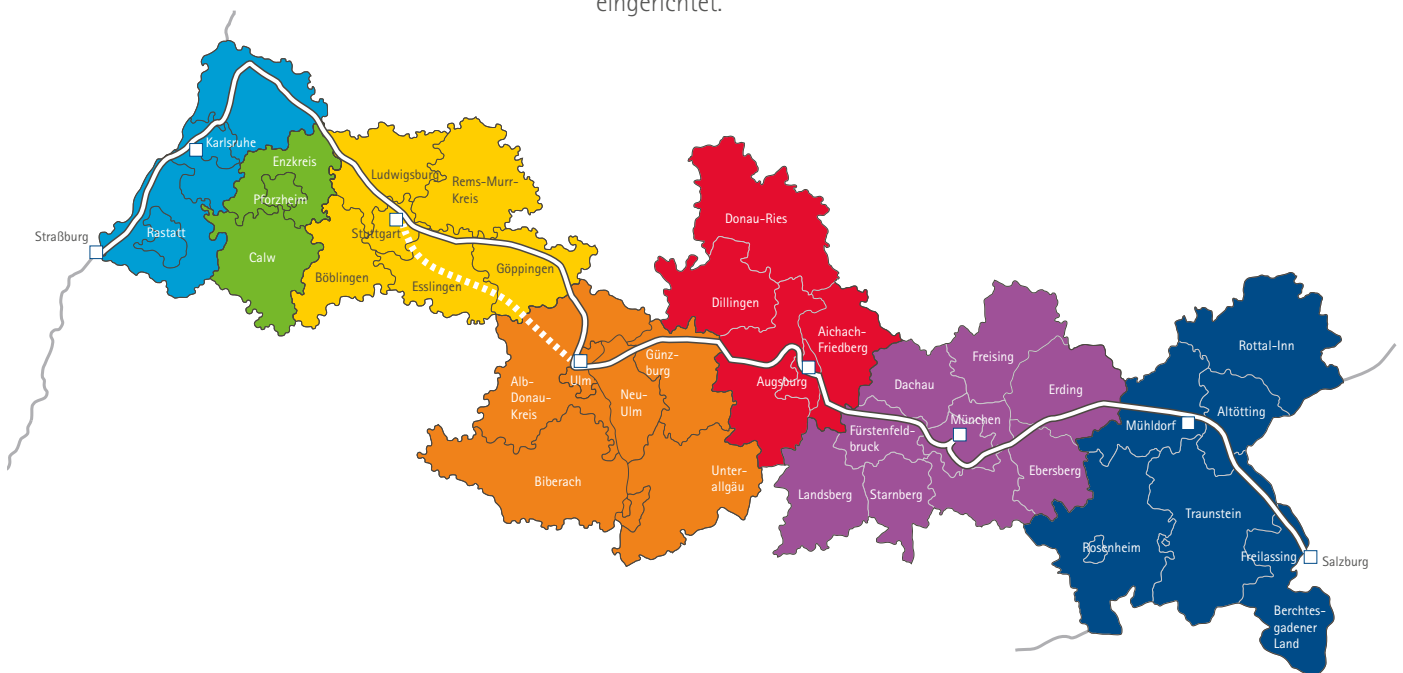 eingerichtet.
Karlsruhe
Enzkreis
Ludwigsburg
Rems-Murr-
Kreis
Pforzheim
Straßburg
Rastatt
Stuttgart
Calw
Böblingen
Esslingen
Göppingen
Donau-Ries
Dillingen
Aichach-
Friedberg
Augsburg
Günz-
burg
Ulm
Alb-
Donau-
Kreis
Neu-
Ulm
Biberach
Unter-
allgäu
Freising
Dachau
Erding
München
Fürstenfeld-
bruck
Ebersberg
Landsberg
Starnberg
Rottal-Inn
Altötting
Mühldorf
Traunstein
Rosenheim
Freilassing
Salzburg
Berchtes-
gadener
Land